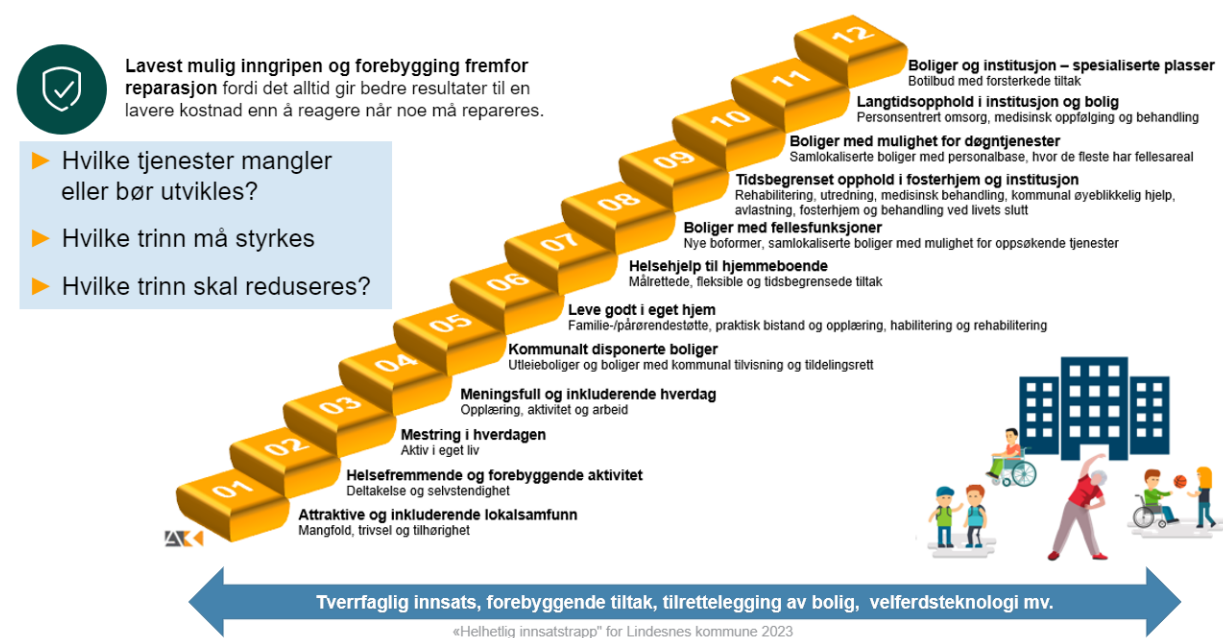 Lavest mulig inngripen og forebygging fremfor
reparasjon fordi det alltid gir bedre resultater til en
lavere kostnad enn å reagere når noe må repareres.
Hvilke tjenester mangler
eller bør utvikles?
Hvilke trinn må styrkes
Hvilke trinn skal reduseres?
12
Boliger og institusjon – spesialiserte plasser
Botilbud med forsterkede tiltak
11
Langtidsopphold i institusjon og bolig
Personsentrert omsorg, medisinsk oppfølging og behandling
10
Boliger med mulighet for døgntjenester
Samlokaliserte boliger med personalbase, hvor de fleste har fellesareal
09
Tidsbegrenset opphold i fosterhjem og institusjon
Rehabilitering, utredning, medisinsk behandling, kommunal øyeblikkelig hjelp,
avlastning, fosterhjem og behandling ved livets slutt
08
Boliger med fellesfunksjoner
Nye boformer, samlokaliserte boliger med mulighet for oppsøkende tjenester
07
Helsehjelp til hjemmeboende
Målrettede, fleksible og tidsbegrensede tiltak
06
Leve godt i eget hjem
Familie-/pårørendestøtte, praktisk bistand og opplæring, habilitering og rehabilitering
05
Kommunalt disponerte boliger
Utleieboliger og boliger med kommunal tilvisning og tildelingsrett
04
Meningsfull og inkluderende hverdag
Opplæring, aktivitet og arbeid
03
Mestring i hverdagen
Aktiv i eget liv
02
Helsefremmende og forebyggende aktivitet
Deltakelse og selvstendighet
01
Attraktive og inkluderende lokalsamfunn
Mangfold, trivsel og tilhørighet
Tverrfaglig innsats, forebyggende tiltak, tilrettelegging av bolig, velferdsteknologi mv.
«Helhetlig innsatstrapp" for Lindesnes kommune 2023